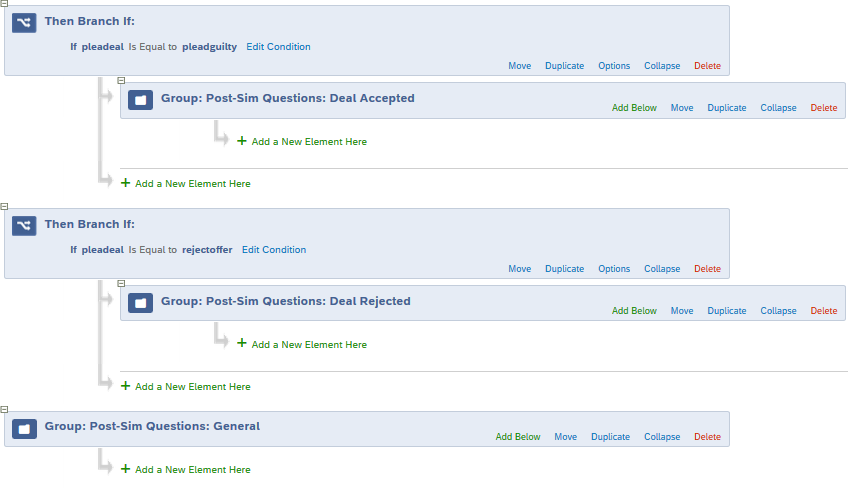 Then Branch If:
If pleadeal Is Equal to pleadguilty Edit Condition
Move Duplicate Options Collapse Delete
Group: Post-Sim Questions: Deal Accepted
Add Below Move Duplicate Collapse Delete
+ Add a New Element Here
+ Add a New Element Here
Then Branch If:
If pleadeal Is Equal to rejectoffer Edit Condition
Move Duplicate Options Collapse Delete
Group: Post-Sim Questions: Deal Rejected
Add Below Move Duplicate Collapse Delete
+ Add a New Element Here
+ Add a New Element Here
Group: Post-Sim Questions: General
Add Below Move Duplicate Collapse Delete
+ Add a New Element Here